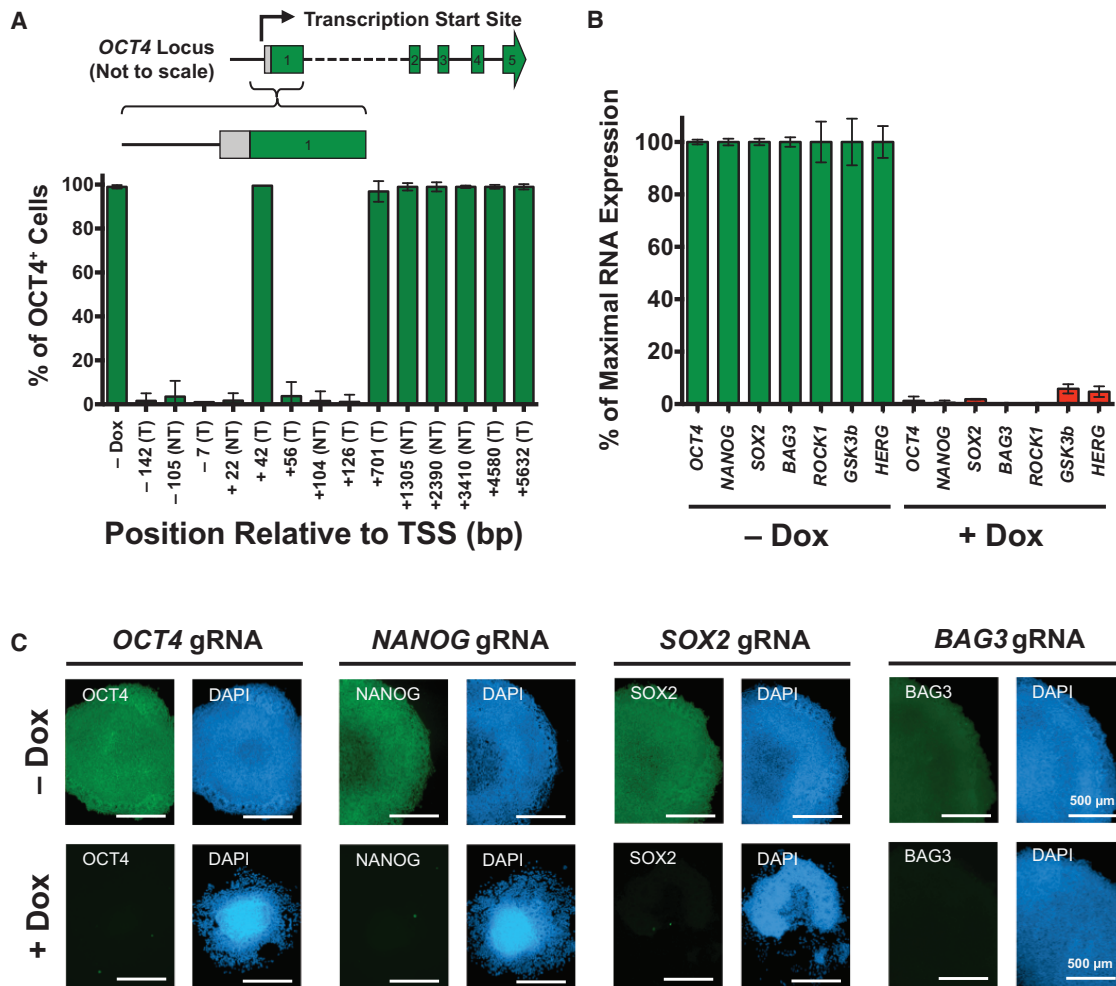 A
Transcription Start Site
OCT4 Locus
(Not to scale)
1
2
3
4
5
1
% of OCT4+ Cells
100
80
60
40
20
0
– Dox
– 142 (T)
– 105 (NT)
– 7 (T)
+ 22 (NT)
+ 42 (T)
+56 (T)
+104 (NT)
+126 (T)
+701 (T)
+1305 (NT)
+2390 (NT)
+3410 (NT)
+4580 (T)
+5632 (T)
Position Relative to TSS (bp)
B
% of Maximal RNA Expression
100
80
60
40
20
0
OCT4
NANOG
SOX2
BAG3
ROCK1
GSK3b
HERG
OCT4
NANOG
SOX2
BAG3
ROCK1
GSK3b
HERG
– Dox
+ Dox
C
OCT4 gRNA
NANOG gRNA
SOX2 gRNA
BAG3 gRNA
– Dox
OCT4
DAPI
NANOG
DAPI
SOX2
DAPI
BAG3
DAPI
500 µm
+ Dox
OCT4
DAPI
NANOG
DAPI
SOX2
DAPI
BAG3
DAPI
500 µm